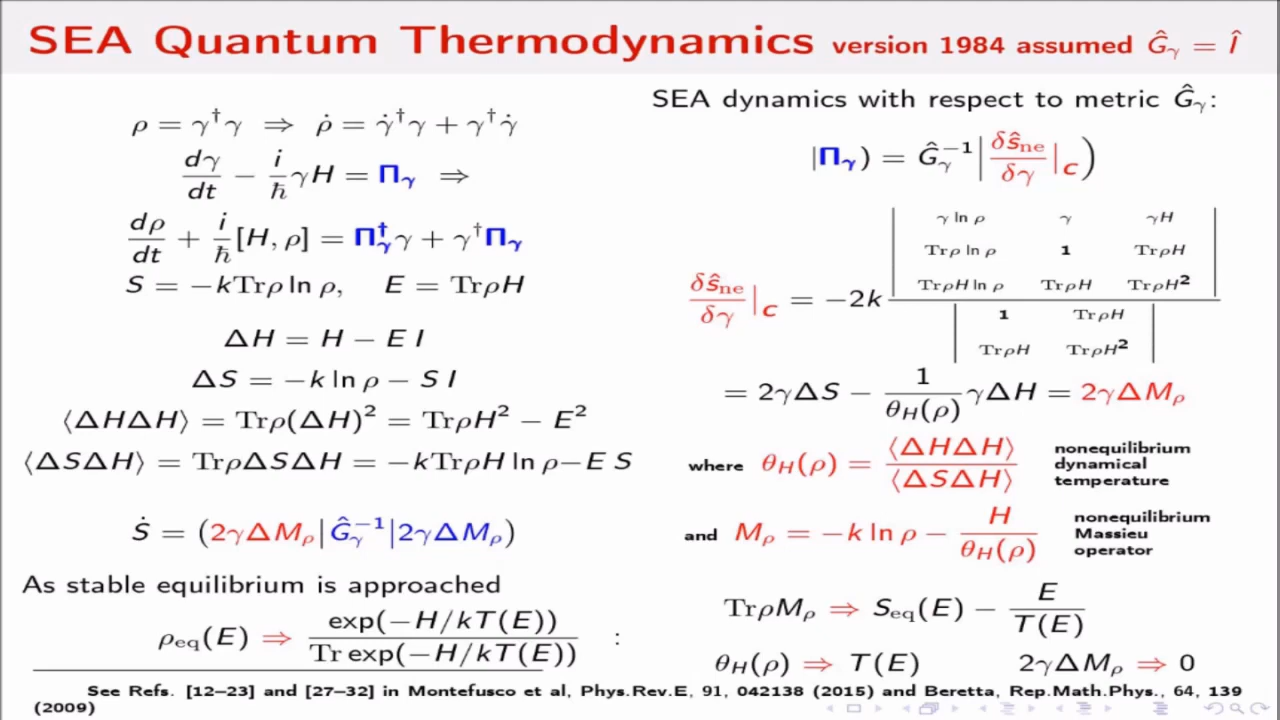 SEA Quantum Thermodynamics version 1984 assumed Ĝ_γ = Î
ρ = γ†γ ⇒ ρ̇ = γ̇†γ + γ†γ̇
dγ/dt − i/ℏ γH = Π_γ ⇒
dρ/dt + i/ℏ [H, ρ] = Π_γ†γ + γ†Π_γ
S = −kTrρ ln ρ, E = TrρH
ΔH = H − E I
ΔS = −k ln ρ − S I
⟨ΔHΔH⟩ = Trρ(ΔH)² = TrρH² − E²
⟨ΔSΔH⟩ = TrρΔSΔH = −kTrρH ln ρ−E S
Ṡ = (2γΔM_ρ|Ĝ_γ⁻¹|2γΔM_ρ)
As stable equilibrium is approached
ρ_eq(E) ⇒ exp(−H/kT(E)) / Tr exp(−H/kT(E)) :
SEA dynamics with respect to metric Ĝ_γ:
|Π_γ) = Ĝ_γ⁻¹|δŝ_ne/δγ|_C)
δŝ_ne/δγ|_C = −2k
γ ln ρ γ γH
Trρ ln ρ 1 TrρH
TrρH ln ρ TrρH TrρH²
1 TrρH
TrρH TrρH²
= 2γΔS − 1/θ_H(ρ) γΔH = 2γΔM_ρ
where θ_H(ρ) = ⟨ΔHΔH⟩/⟨ΔSΔH⟩
nonequilibrium
dynamical
temperature
and M_ρ = −k ln ρ − H/θ_H(ρ)
nonequilibrium
Massieu
operator
TrρM_ρ ⇒ S_eq(E) − E/T(E)
θ_H(ρ) ⇒ T(E) 2γΔM_ρ ⇒ 0
See Refs. [12–23] and [27–32] in Montefusco et al, Phys.Rev.E, 91, 042138 (2015) and Beretta, Rep.Math.Phys., 64, 139
(2009)